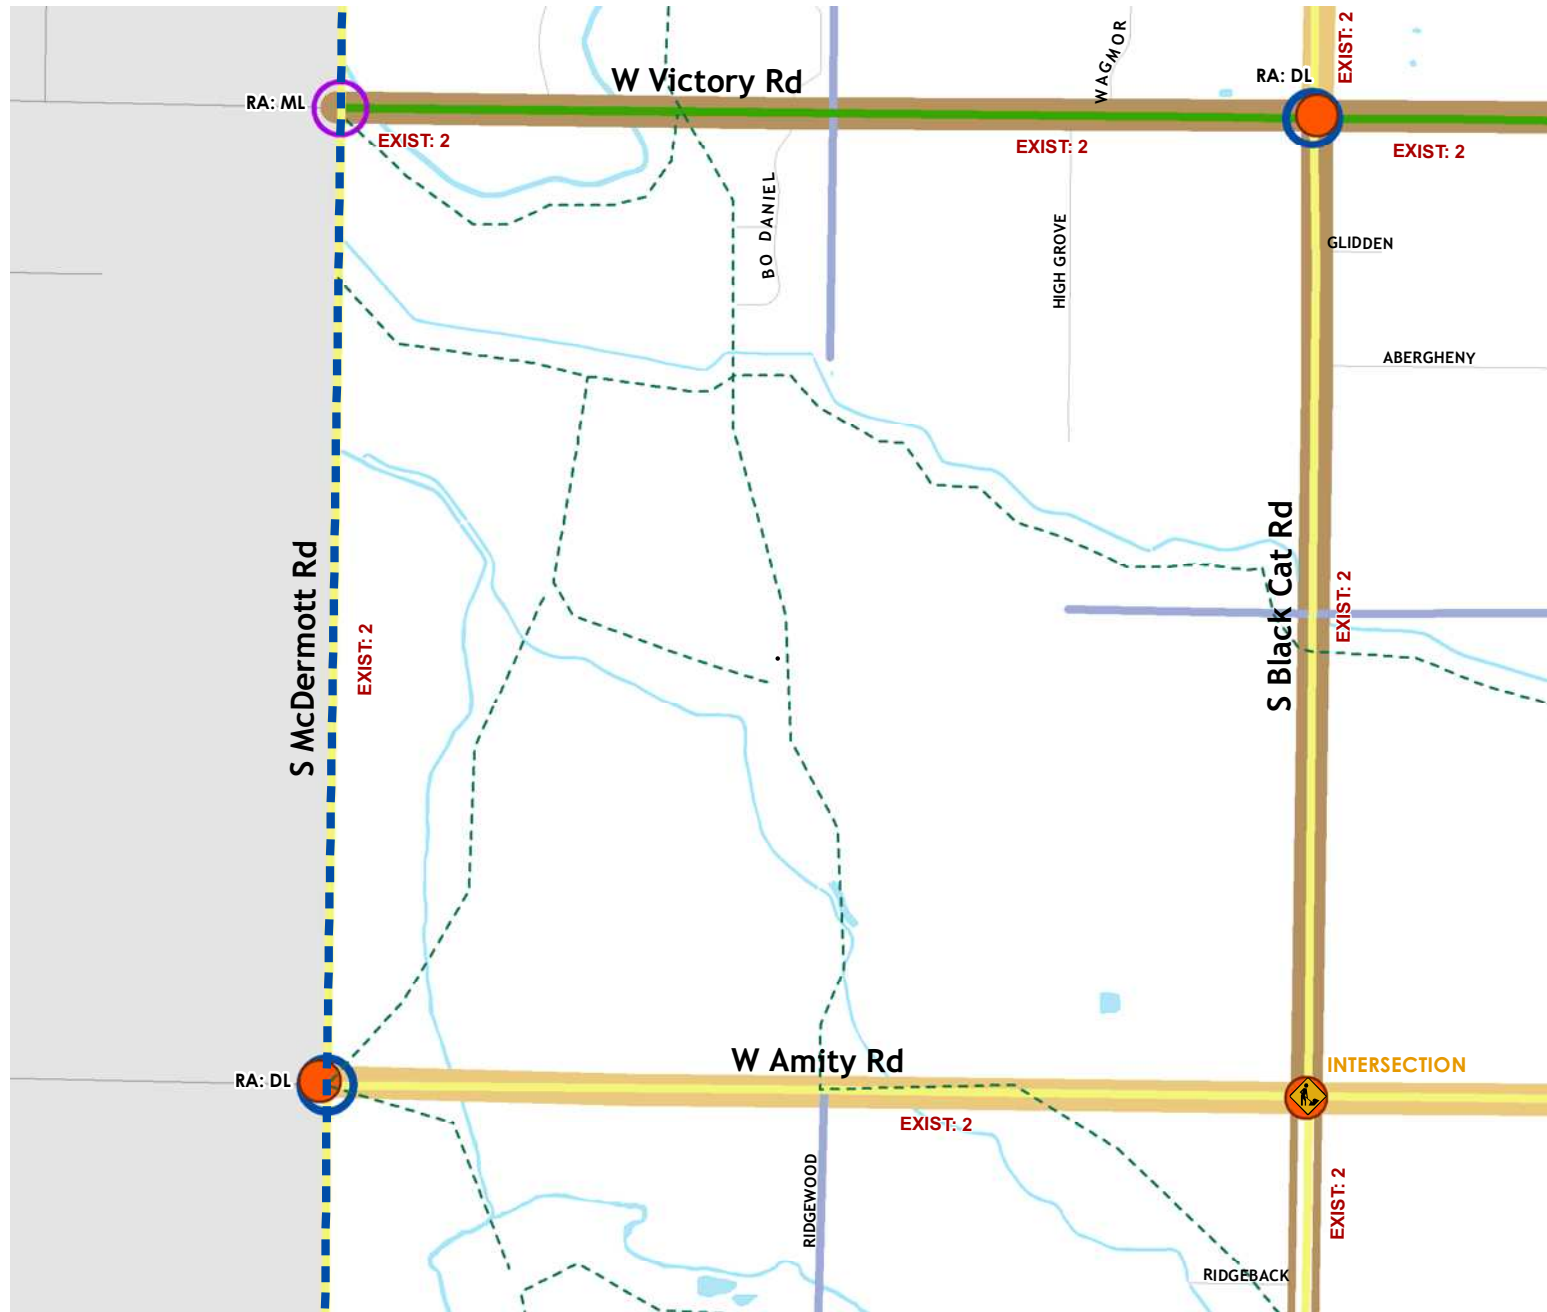 EXIST: 2
WAGMOR
RA: DL
W Victory Rd
RA: ML
EXIST: 2
EXIST: 2
EXIST: 2
BO DANIEL
HIGH GROVE
GLIDDEN
ABERGHENY
S McDermott Rd
EXIST: 2
S Black Cat Rd
EXIST: 2
W Amity Rd
INTERSECTION
RA: DL
EXIST: 2
RIDGEWOOD
EXIST: 2
RIDGEBACK